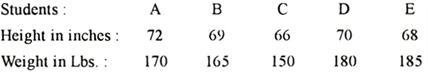 Students : A B C D E
Height in inches : 72 69 66 70 68
Weight in Lbs. : 170 165 150 180 185